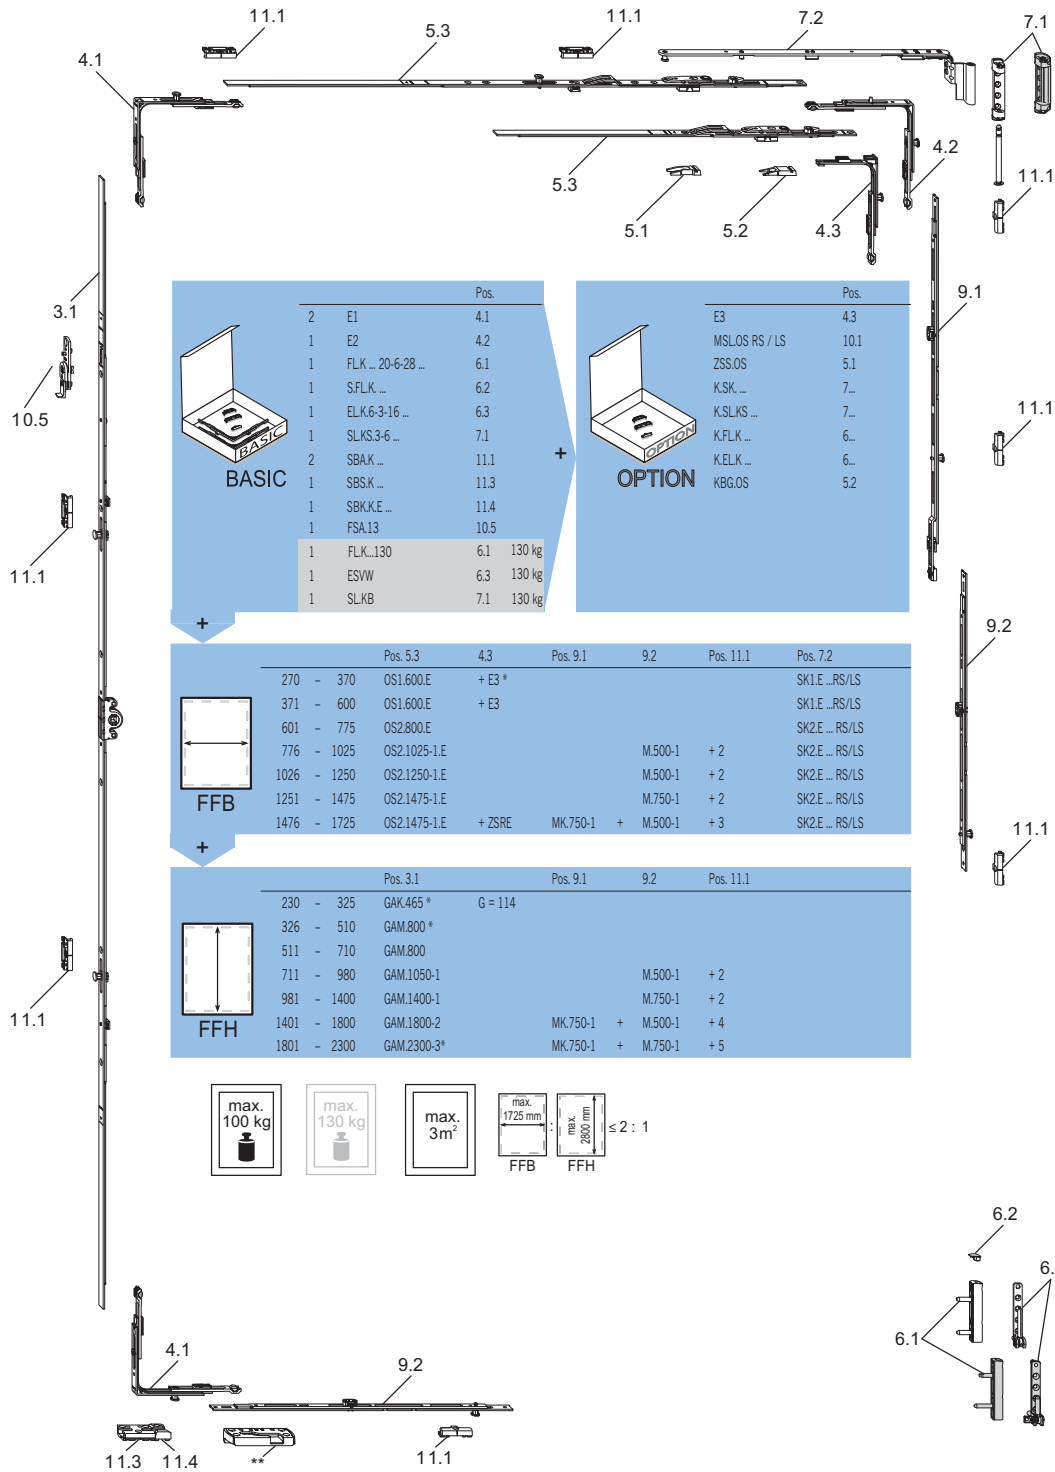 11.1
11.1
7.2
7.1
5.3
4.1
5.3
4.2
11.1
5.1
5.2
4.3
3.1
9.1
10.5
11.1
11.1
9.2
11.1
11.1
Pos.
2 E1 4.1
1 E2 4.2
1 FL.K ... 20-6-28 ... 6.1
1 S.FL.K. ... 6.2
1 EL.K.6-3-16 ... 6.3
1 SL.KS.3-6 ... 7.1
2 SBA.K ... 11.1
1 SBS.K ... 11.3
1 SBK.K.E ... 11.4
1 FSA.13 10.5
1 FL.K...130 6.1 130 kg
1 ESVW 6.3 130 kg
1 SL.KB 7.1 130 kg
BASIC
BASIC
+
Pos.
E3 4.3
MSL.OS RS / LS 10.1
ZSS.OS 5.1
K.SK. ... 7...
K.SL.KS ... 7...
K.FL.K ... 6...
K.EL.K ... 6...
KBG.OS 5.2
OPTION
OPTION
+
Pos. 5.3 4.3 Pos. 9.1 9.2 Pos. 11.1 Pos. 7.2
270 – 370 OS1.600.E + E3 * SK1.E ...RS/LS
371 – 600 OS1.600.E + E3 SK1.E ...RS/LS
601 – 775 OS2.800.E SK2.E ... RS/LS
776 – 1025 OS2.1025-1.E M.500-1 + 2 SK2.E ... RS/LS
1026 – 1250 OS2.1250-1.E M.500-1 + 2 SK2.E ... RS/LS
1251 – 1475 OS2.1475-1.E M.750-1 + 2 SK2.E ... RS/LS
1476 – 1725 OS2.1475-1.E + ZSRE MK.750-1 + M.500-1 + 3 SK2.E ... RS/LS
FFB
+
Pos. 3.1 Pos. 9.1 9.2 Pos. 11.1
230 – 325 GAK.465 * G = 114
326 – 510 GAM.800 *
511 – 710 GAM.800
711 – 980 GAM.1050-1 M.500-1 + 2
981 – 1400 GAM.1400-1 M.750-1 + 2
1401 – 1800 GAM.1800-2 MK.750-1 + M.500-1 + 4
1801 – 2300 GAM.2300-3* MK.750-1 + M.750-1 + 5
FFH
max.
100 kg
max.
130 kg
max.
3m²
max.
1725 mm
FFB
:
max.
2800 mm
FFH
≤ 2 : 1
6.2
6.
6.1
4.1
9.2
11.3
11.4
**
11.1